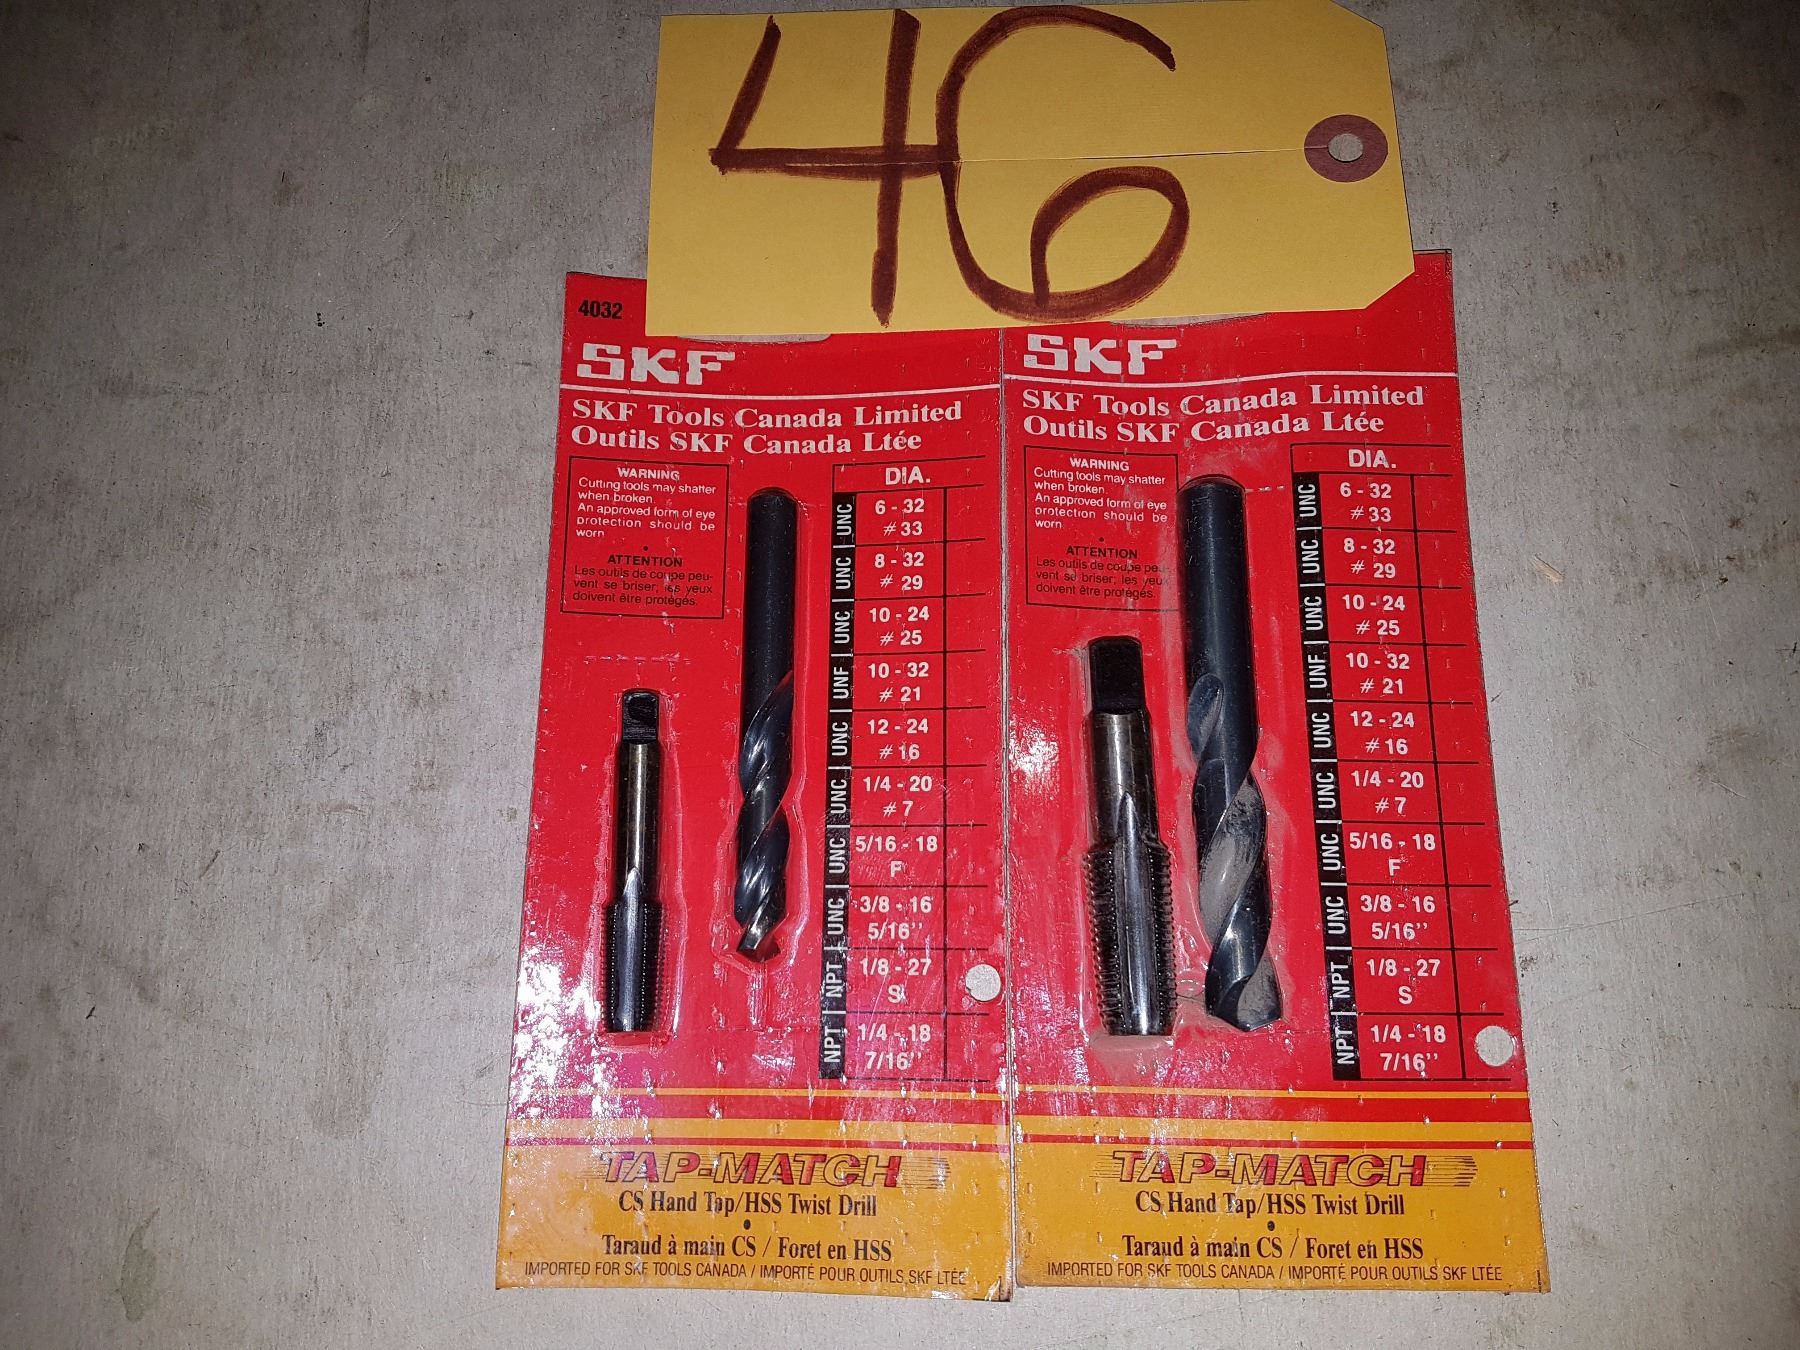 46
4032
SKF
SKF Tools Canada Limited
Outils SKF Canada Ltée
WARNING
Cutting tools may shatter
when broken.
An approved form of eye
protection should be
worn
ATTENTION
Les outils de coupe peu-
vent se briser; les yeux
doivent être protégés.
DIA.
UNC 6 - 32
# 33
UNC 8 - 32
# 29
UNC 10 - 24
# 25
UNF 10 - 32
# 21
UNC 12 - 24
# 16
UNC 1/4 - 20
# 7
UNC 5/16 - 18
F
UNC 3/8 - 16
5/16''
NPT 1/8 - 27
S
NPT 1/4 - 18
7/16''
TAP-MATCH
CS Hand Tap/HSS Twist Drill
•
Taraud à main CS / Foret en HSS
IMPORTED FOR SKF TOOLS CANADA / IMPORTÉ POUR OUTILS SKF LTÉE
SKF
SKF Tools Canada Limited
Outils SKF Canada Ltée
WARNING
Cutting tools may shatter
when broken.
An approved form of eye
protection should be
worn
ATTENTION
Les outils de coupe peu-
vent se briser; les yeux
doivent être protégés.
DIA.
UNC 6 - 32
# 33
UNC 8 - 32
# 29
UNC 10 - 24
# 25
UNF 10 - 32
# 21
UNC 12 - 24
# 16
UNC 1/4 - 20
# 7
UNC 5/16 - 18
F
UNC 3/8 - 16
5/16''
NPT 1/8 - 27
S
NPT 1/4 - 18
7/16''
TAP-MATCH
CS Hand Tap/HSS Twist Drill
•
Taraud à main CS / Foret en HSS
IMPORTED FOR SKF TOOLS CANADA / IMPORTÉ POUR OUTILS SKF LTÉE